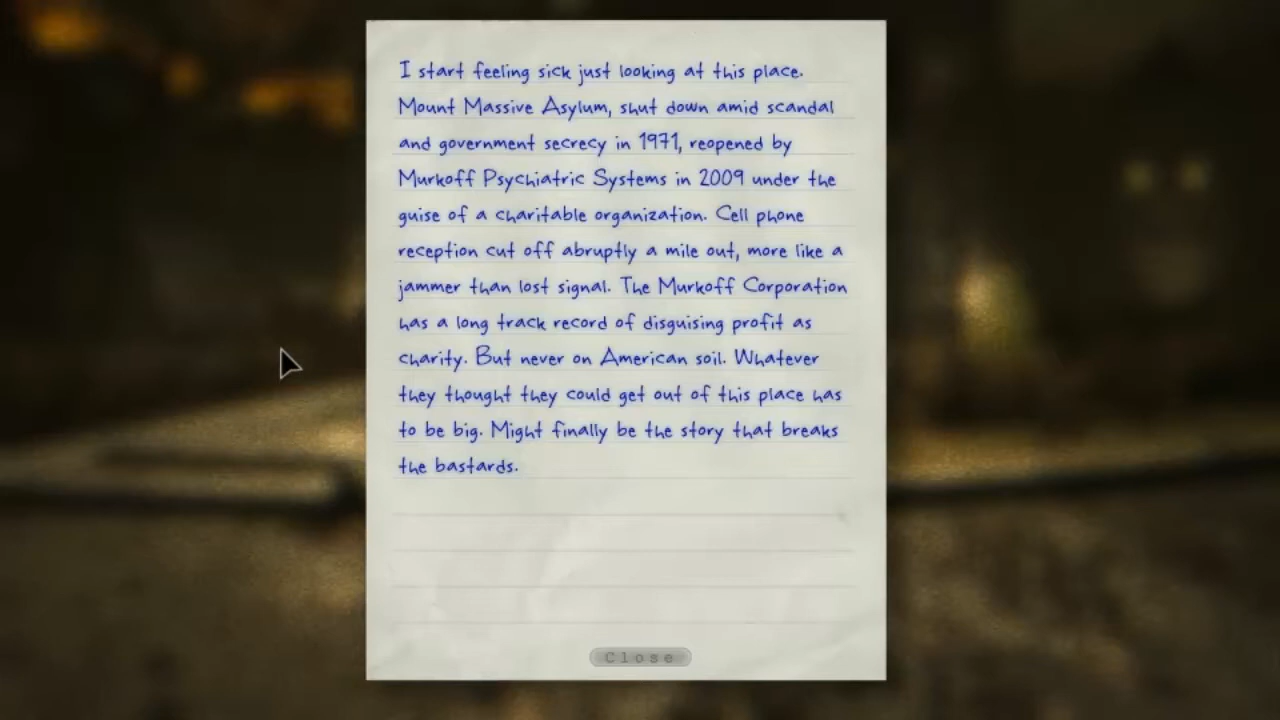 I start feeling sick just looking at this place.
Mount Massive Asylum, shut down amid scandal
and government secrecy in 1971, reopened by
Murkoff Psychiatric Systems in 2009 under the
guise of a charitable organization. Cell phone
reception cut off abruptly a mile out, more like a
jammer than lost signal. The Murkoff Corporation
has a long track record of disguising profit as
charity. But never on American soil. Whatever
they thought they could get out of this place has
to be big. Might finally be the story that breaks
the bastards.
Close